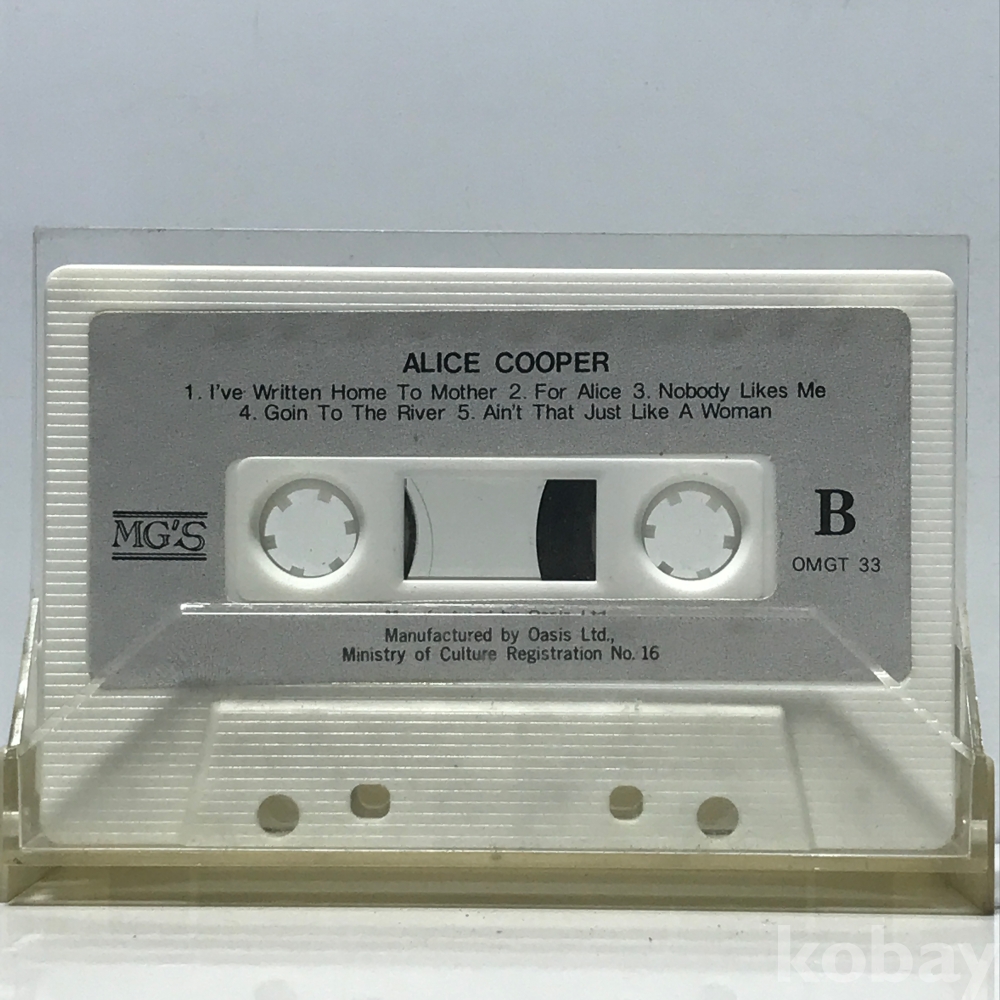 ALICE COOPER
1. I've Written Home To Mother 2. For Alice 3. Nobody Likes Me
4. Goin To The River 5. Ain't That Just Like A Woman
MG'S
B
OMGT 33
Manufactured by Oasis Ltd.,
Ministry of Culture Registration No. 16
kobay